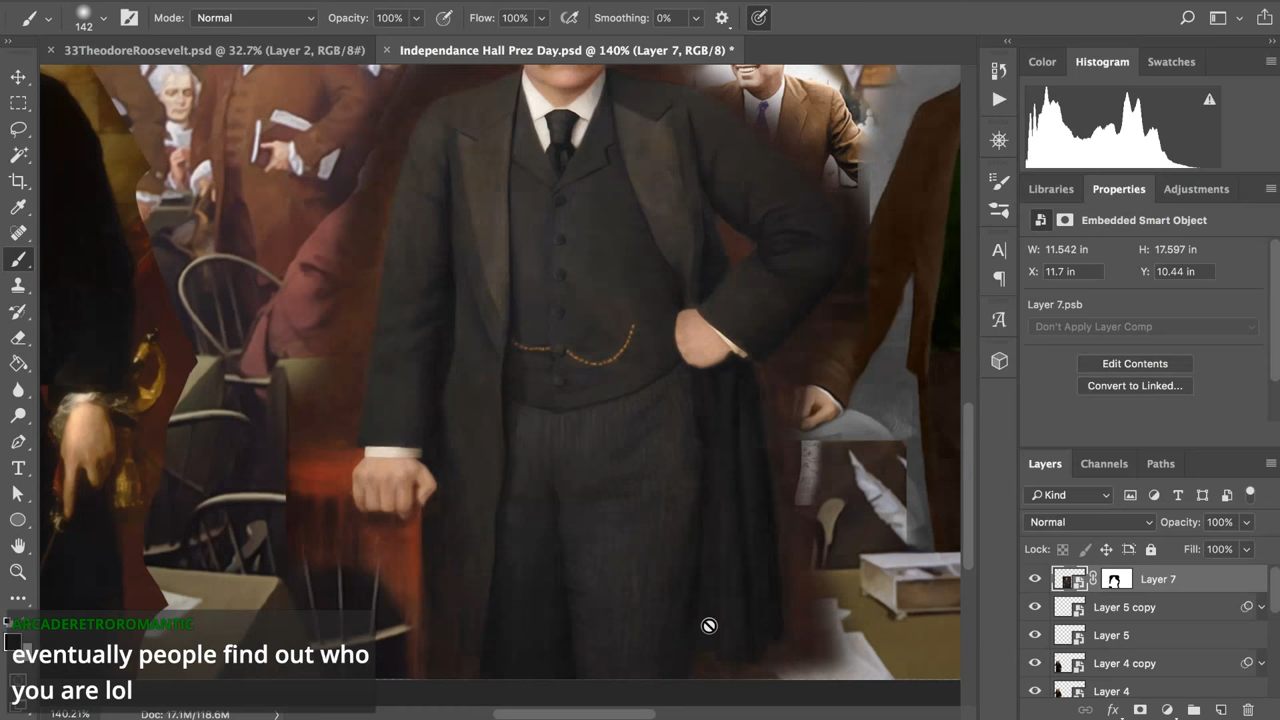 142
Mode:
Normal
Opacity:
100%
Flow:
100%
Smoothing:
0%
33TheodoreRoosevelt.psd @ 32.7% (Layer 2, RGB/8#)
Independance Hall Prez Day.psd @ 140% (Layer 7, RGB/8) *
Color
Histogram
Swatches
Libraries
Properties
Adjustments
Embedded Smart Object
W: 11.542 in
H: 17.597 in
X: 11.7 in
Y: 10.44 in
Layer 7.psb
Don't Apply Layer Comp
Edit Contents
Convert to Linked...
Layers
Channels
Paths
Kind
Normal
Opacity: 100%
Lock:
Fill: 100%
Layer 7
Layer 5 copy
Layer 5
Layer 4 copy
Layer 4
ARCADERETROROMANTIC
eventually people find out who
you are lol
140.21%
Doc: 17.1M/118.6M